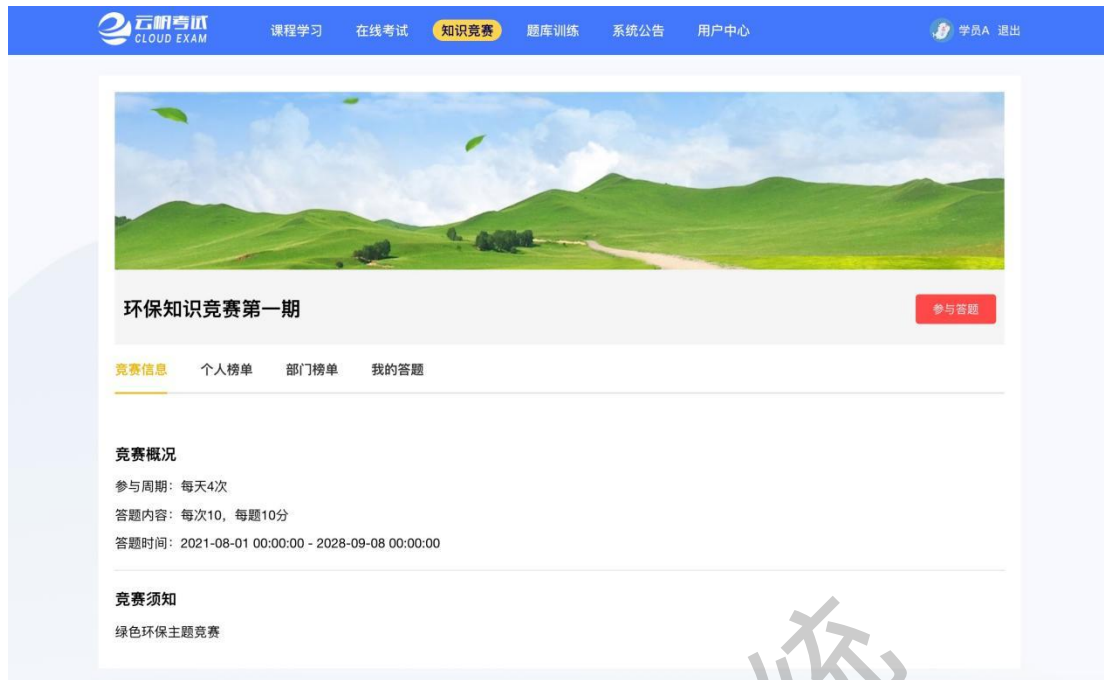 云帆考试
CLOUD EXAM
课程学习 在线考试 知识竞赛 题库训练 系统公告 用户中心 学员A 退出
环保知识竞赛第一期 参与答题
竞赛信息 个人榜单 部门榜单 我的答题
竞赛概况
参与周期：每天4次
答题内容：每次10，每题10分
答题时间：2021-08-01 00:00:00 - 2028-09-08 00:00:00
竞赛须知
绿色环保主题竞赛
统